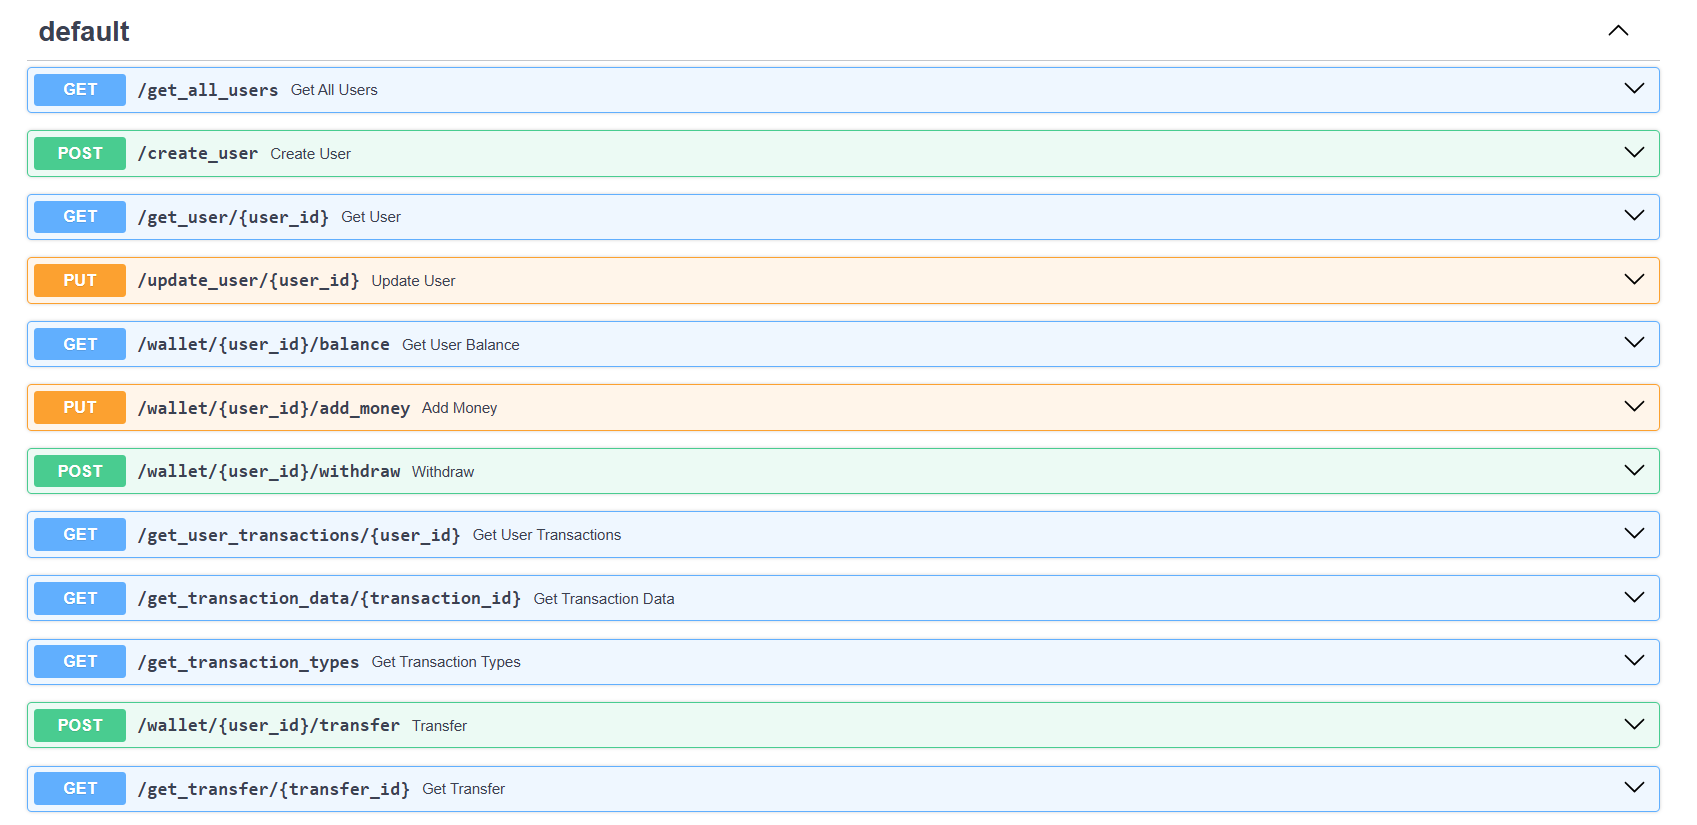 default
GET /get_all_users Get All Users
POST /create_user Create User
GET /get_user/{user_id} Get User
PUT /update_user/{user_id} Update User
GET /wallet/{user_id}/balance Get User Balance
PUT /wallet/{user_id}/add_money Add Money
POST /wallet/{user_id}/withdraw Withdraw
GET /get_user_transactions/{user_id} Get User Transactions
GET /get_transaction_data/{transaction_id} Get Transaction Data
GET /get_transaction_types Get Transaction Types
POST /wallet/{user_id}/transfer Transfer
GET /get_transfer/{transfer_id} Get Transfer